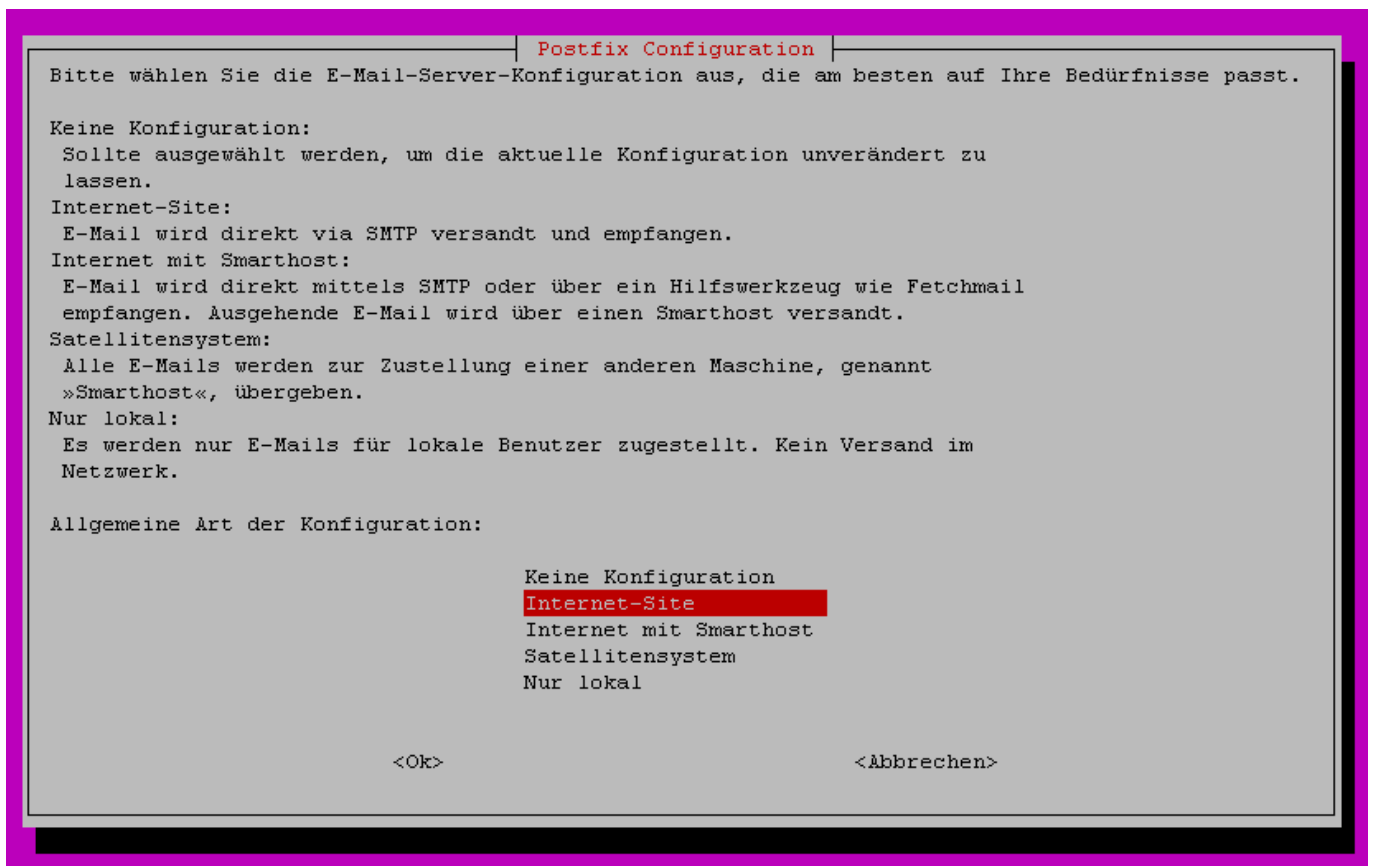 Postfix Configuration
Bitte wählen Sie die E-Mail-Server-Konfiguration aus, die am besten auf Ihre Bedürfnisse passt.
Keine Konfiguration:
Sollte ausgewählt werden, um die aktuelle Konfiguration unverändert zu
lassen.
Internet-Site:
E-Mail wird direkt via SMTP versandt und empfangen.
Internet mit Smarthost:
E-Mail wird direkt mittels SMTP oder über ein Hilfswerkzeug wie Fetchmail
empfangen. Ausgehende E-Mail wird über einen Smarthost versandt.
Satellitensystem:
Alle E-Mails werden zur Zustellung einer anderen Maschine, genannt
»Smarthost«, übergeben.
Nur lokal:
Es werden nur E-Mails für lokale Benutzer zugestellt. Kein Versand im
Netzwerk.
Allgemeine Art der Konfiguration:
Keine Konfiguration
Internet-Site
Internet mit Smarthost
Satellitensystem
Nur lokal
<Ok> <Abbrechen>